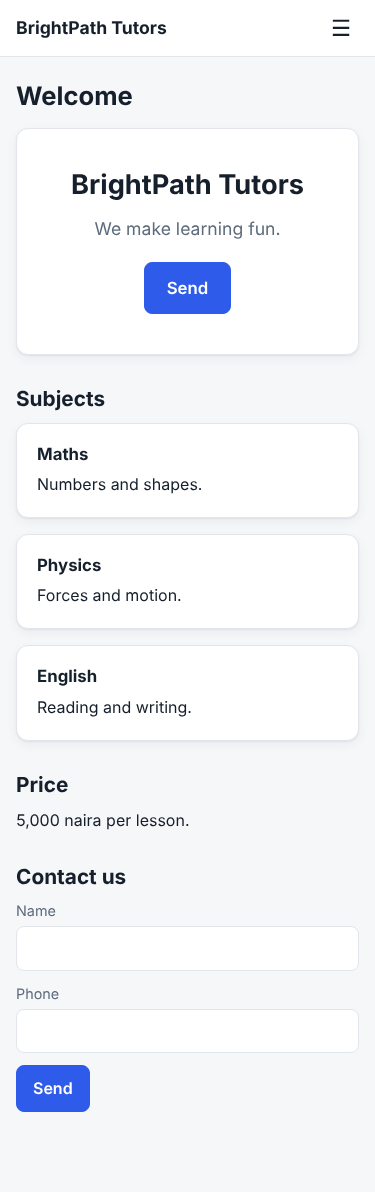 BrightPath Tutors ☰
Welcome
BrightPath Tutors
We make learning fun.
Send
Subjects
Maths
Numbers and shapes.
Physics
Forces and motion.
English
Reading and writing.
Price
5,000 naira per lesson.
Contact us
Name
Phone
Send